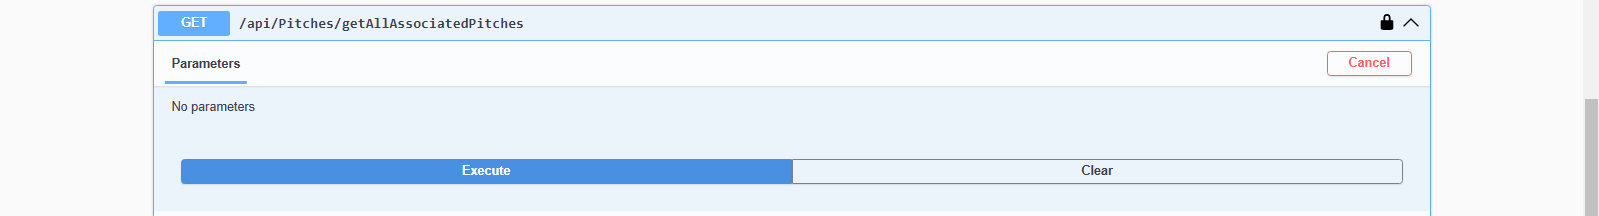 GET /api/Pitches/getAllAssociatedPitches
Parameters Cancel
No parameters
Execute Clear